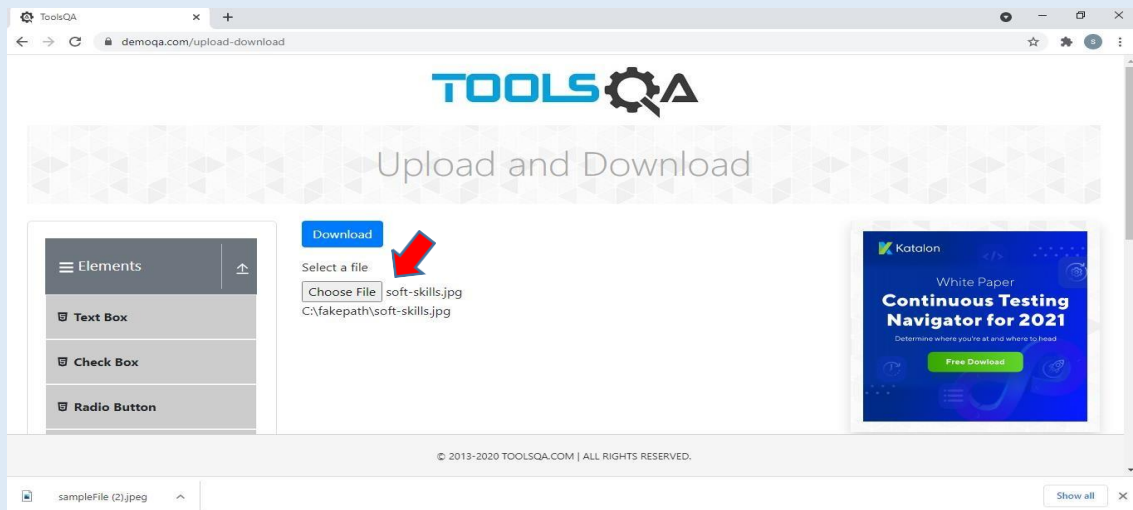 ToolsQA
demoqa.com/upload-download
S
TOOLSQA
Upload and Download
Download
Select a file
Choose File soft-skills.jpg
C:\fakepath\soft-skills.jpg
Elements
Text Box
Check Box
Radio Button
Katalon
White Paper
Continuous Testing
Navigator for 2021
Determine where you're at and where to head
Free Dowload
© 2013-2020 TOOLSQA.COM | ALL RIGHTS RESERVED.
sampleFile (2).jpeg
Show all